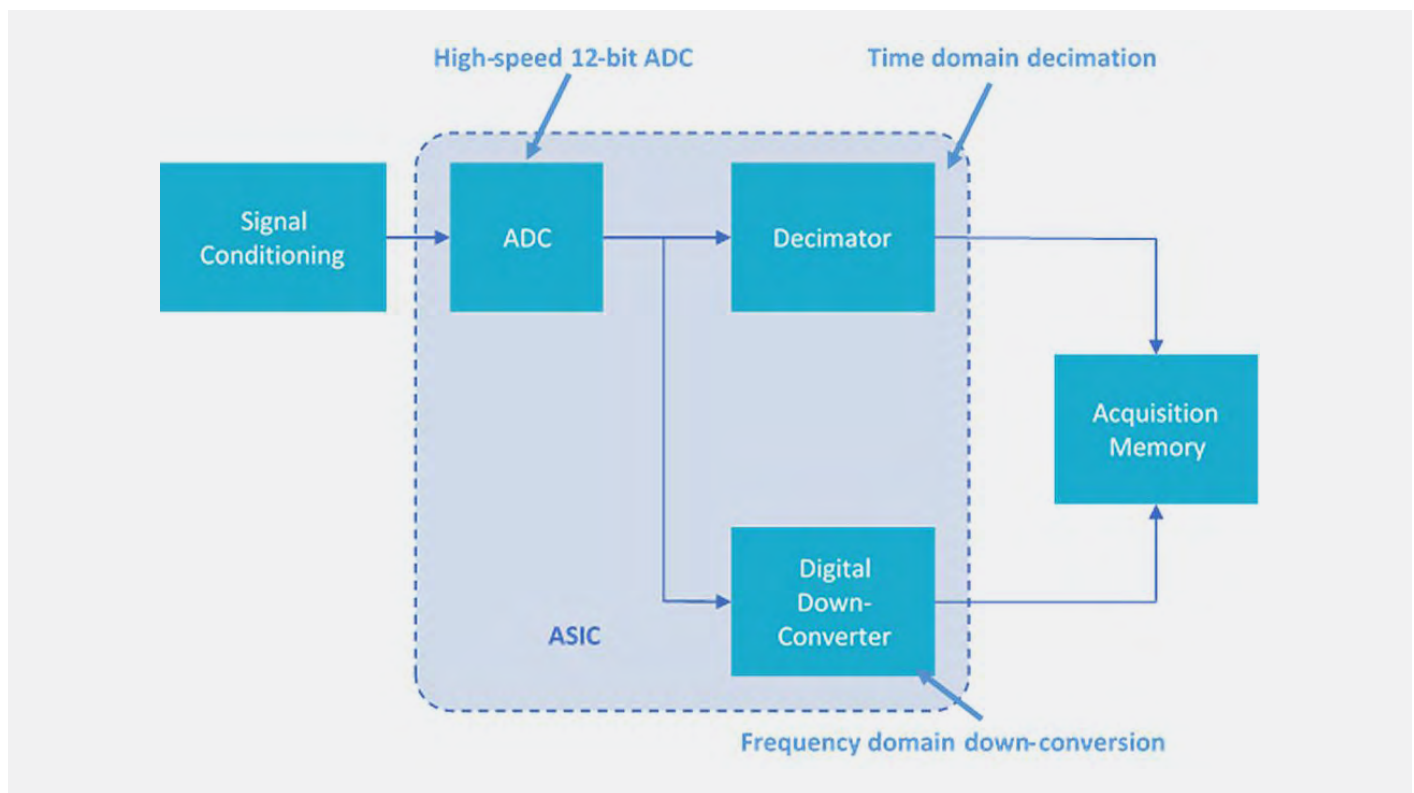 High-speed 12-bit ADC
Time domain decimation
Signal
Conditioning
ADC
Decimator
Acquisition
Memory
Digital
Down-
Converter
ASIC
Frequency domain down-conversion